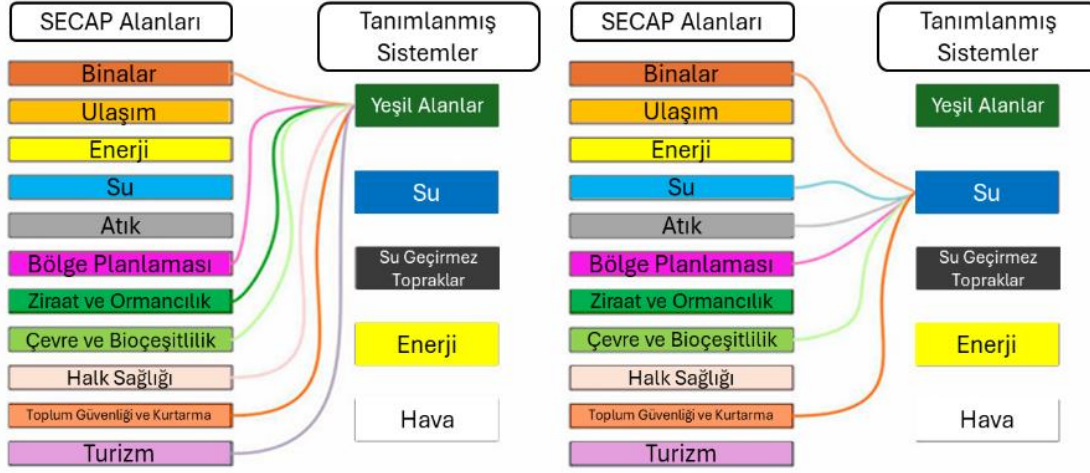 SECAP Alanları
Tanımlanmış
Sistemler
Binalar
Ulaşım
Enerji
Su
Atık
Bölge Planlaması
Ziraat ve Ormancılık
Çevre ve Bioçeşitlilik
Halk Sağlığı
Toplum Güvenliği ve Kurtarma
Turizm
Yeşil Alanlar
Su
Su Geçirmez
Topraklar
Enerji
Hava
SECAP Alanları
Tanımlanmış
Sistemler
Binalar
Ulaşım
Enerji
Su
Atık
Bölge Planlaması
Ziraat ve Ormancılık
Çevre ve Bioçeşitlilik
Halk Sağlığı
Toplum Güvenliği ve Kurtarma
Turizm
Yeşil Alanlar
Su
Su Geçirmez
Topraklar
Enerji
Hava